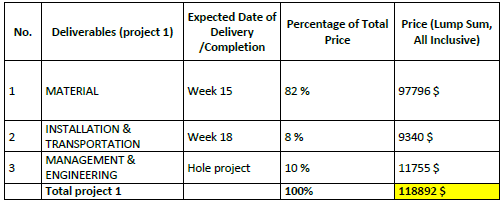 No. Deliverables (project 1) Expected Date of Delivery /Completion Percentage of Total Price Price (Lump Sum, All Inclusive)
1 MATERIAL Week 15 82 % 97796 $
2 INSTALLATION & TRANSPORTATION Week 18 8 % 9340 $
3 MANAGEMENT & ENGINEERING Hole project 10 % 11755 $
Total project 1 100% 118892 $